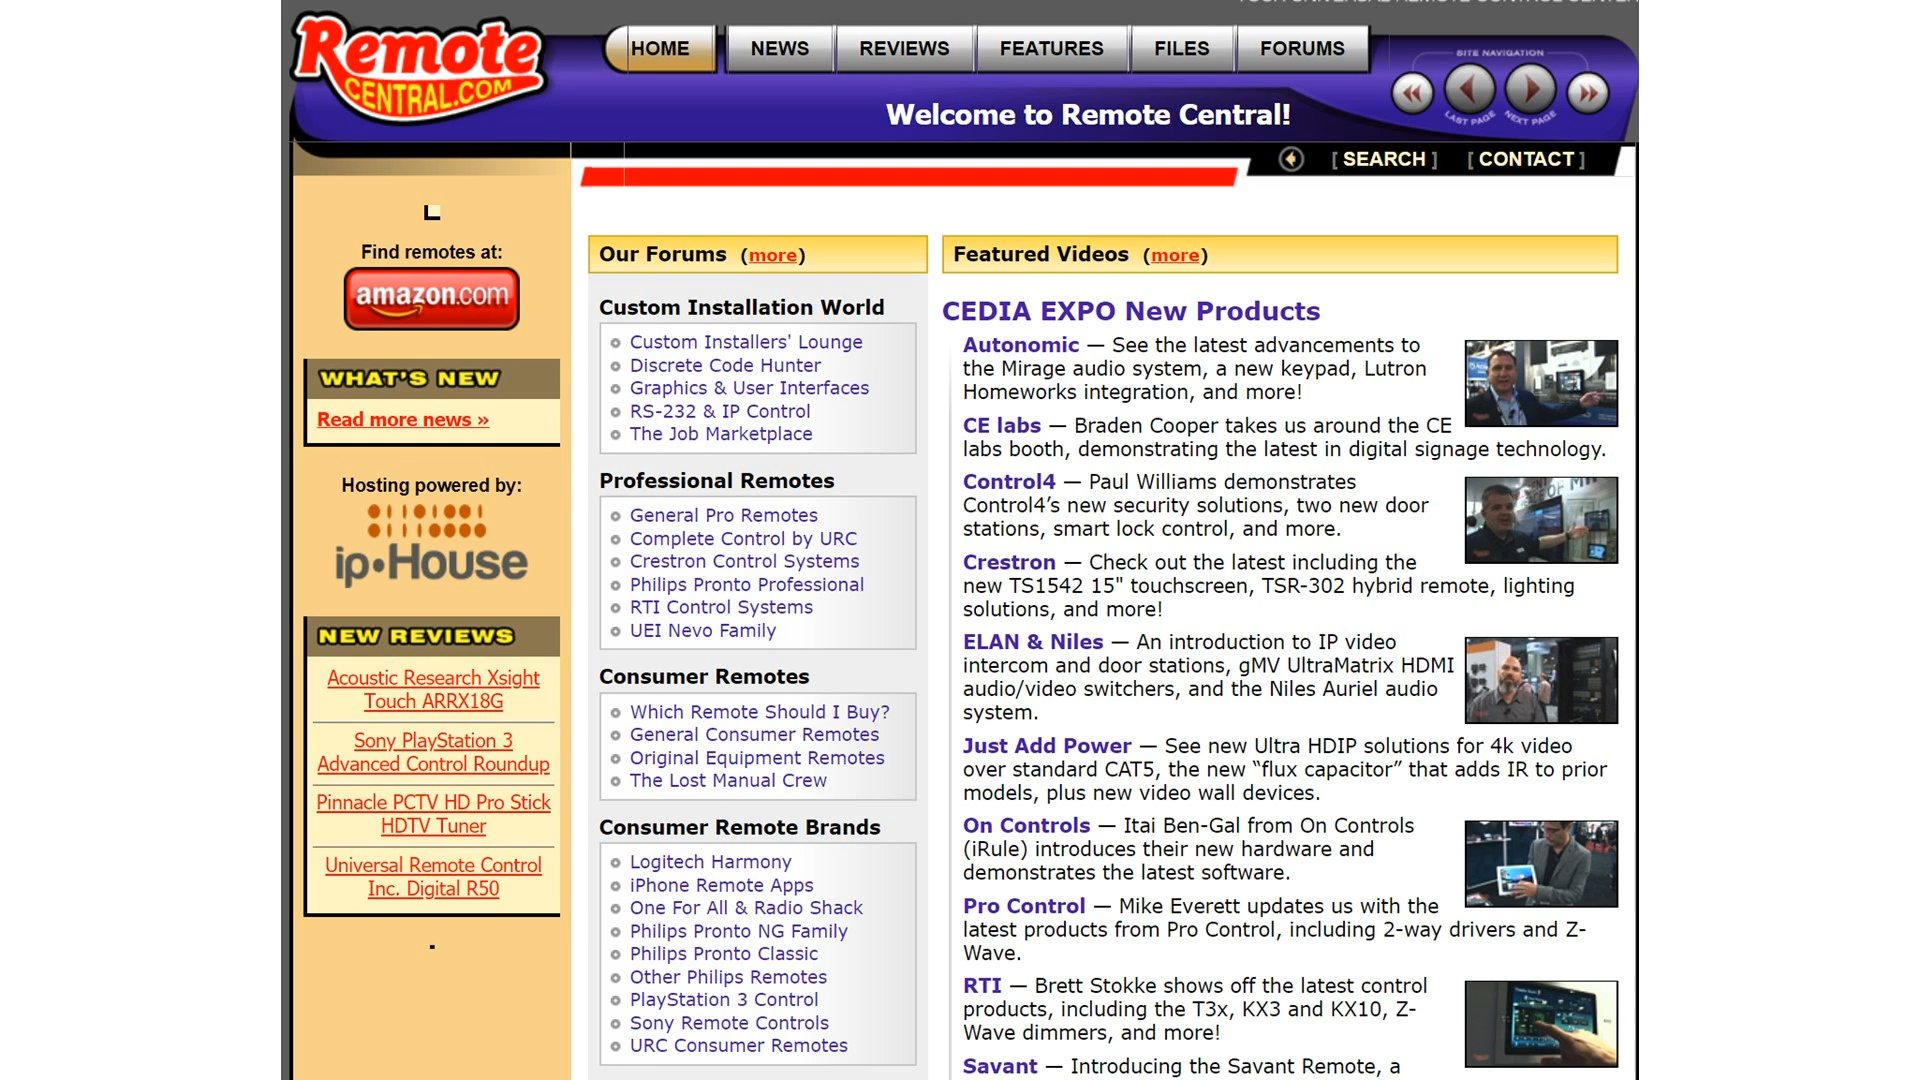 Remote
CENTRAL.COM
HOME
NEWS
REVIEWS
FEATURES
FILES
FORUMS
SITE NAVIGATION
LAST PAGE
NEXT PAGE
Welcome to Remote Central!
[ SEARCH ]
[ CONTACT ]
Find remotes at:
amazon.com
WHAT'S NEW
Read more news »
Hosting powered by:
ip•House
NEW REVIEWS
Acoustic Research Xsight
Touch ARRX18G
Sony PlayStation 3
Advanced Control Roundup
Pinnacle PCTV HD Pro Stick
HDTV Tuner
Universal Remote Control
Inc. Digital R50
Our Forums (more)
Custom Installation World
Custom Installers' Lounge
Discrete Code Hunter
Graphics & User Interfaces
RS-232 & IP Control
The Job Marketplace
Professional Remotes
General Pro Remotes
Complete Control by URC
Crestron Control Systems
Philips Pronto Professional
RTI Control Systems
UEI Nevo Family
Consumer Remotes
Which Remote Should I Buy?
General Consumer Remotes
Original Equipment Remotes
The Lost Manual Crew
Consumer Remote Brands
Logitech Harmony
iPhone Remote Apps
One For All & Radio Shack
Philips Pronto NG Family
Philips Pronto Classic
Other Philips Remotes
PlayStation 3 Control
Sony Remote Controls
URC Consumer Remotes
Featured Videos (more)
CEDIA EXPO New Products
Autonomic — See the latest advancements to
the Mirage audio system, a new keypad, Lutron
Homeworks integration, and more!
CE labs — Braden Cooper takes us around the CE
labs booth, demonstrating the latest in digital signage technology.
Control4 — Paul Williams demonstrates
Control4’s new security solutions, two new door
stations, smart lock control, and more.
Crestron — Check out the latest including the
new TS1542 15" touchscreen, TSR-302 hybrid remote, lighting
solutions, and more!
ELAN & Niles — An introduction to IP video
intercom and door stations, gMV UltraMatrix HDMI
audio/video switchers, and the Niles Auriel audio
system.
Just Add Power — See new Ultra HDIP solutions for 4k video
over standard CAT5, the new “flux capacitor” that adds IR to prior
models, plus new video wall devices.
On Controls — Itai Ben-Gal from On Controls
(iRule) introduces their new hardware and
demonstrates the latest software.
Pro Control — Mike Everett updates us with the
latest products from Pro Control, including 2-way drivers and Z-
Wave.
RTI — Brett Stokke shows off the latest control
products, including the T3x, KX3 and KX10, Z-
Wave dimmers, and more!
Savant — Introducing the Savant Remote, a